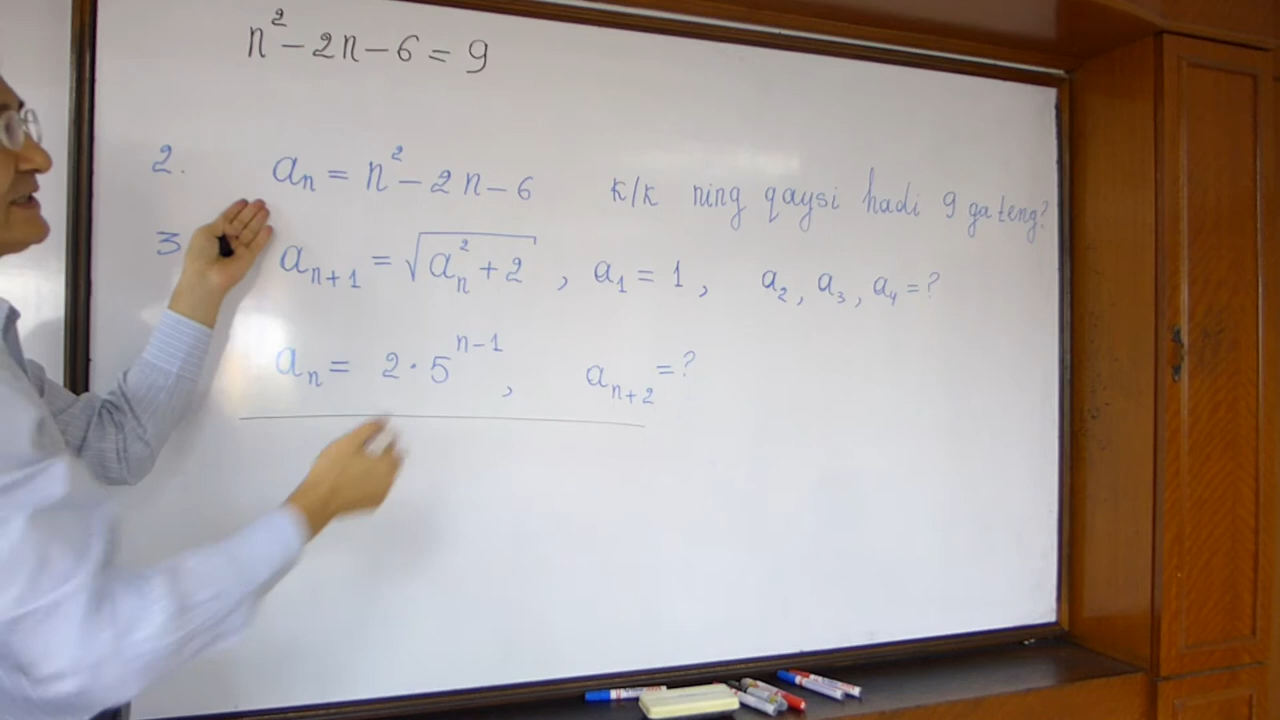 n² - 2n - 6 = 9
2. aₙ = n² - 2n - 6 k/k ning qaysi hadi 9 ga teng?
3 aₙ₊₁ = √(aₙ² + 2) , a₁ = 1 , a₂ , a₃ , a₄ = ?
aₙ = 2 · 5ⁿ⁻¹ , aₙ₊₂ = ?